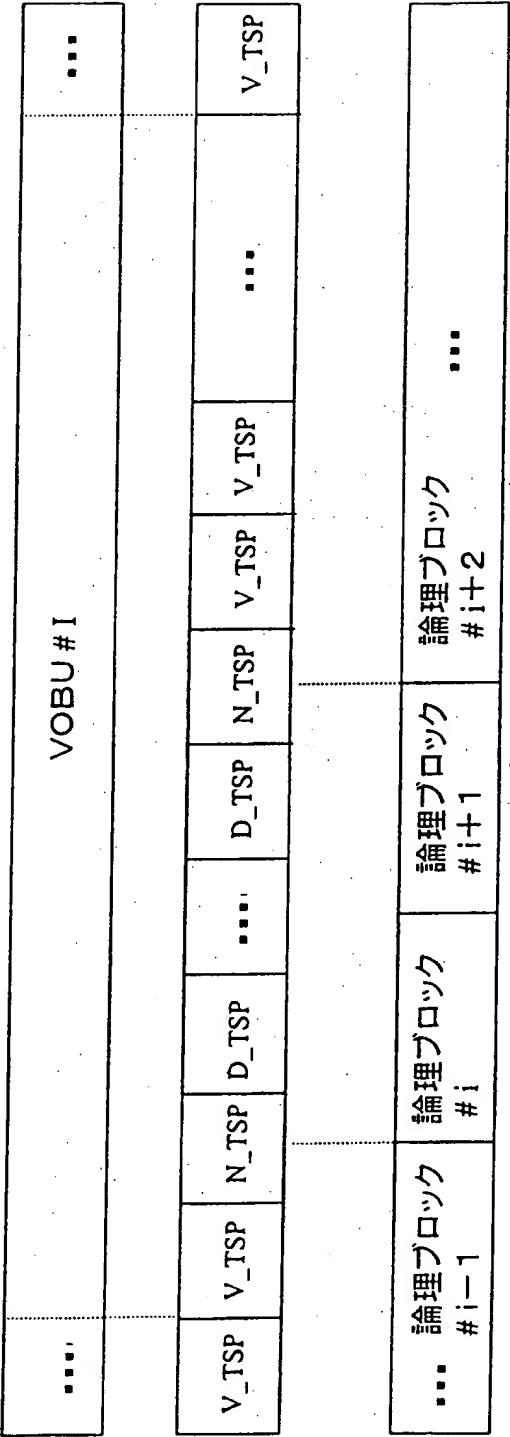 ...
VOBU#I
...
V_TSP
V_TSP
N_TSP
D_TSP
...
D_TSP
N_TSP
V_TSP
V_TSP
...
V_TSP
...
論理ブロック
#i−1
論理ブロック
#i
論理ブロック
#i+1
論理ブロック
#i+2
...